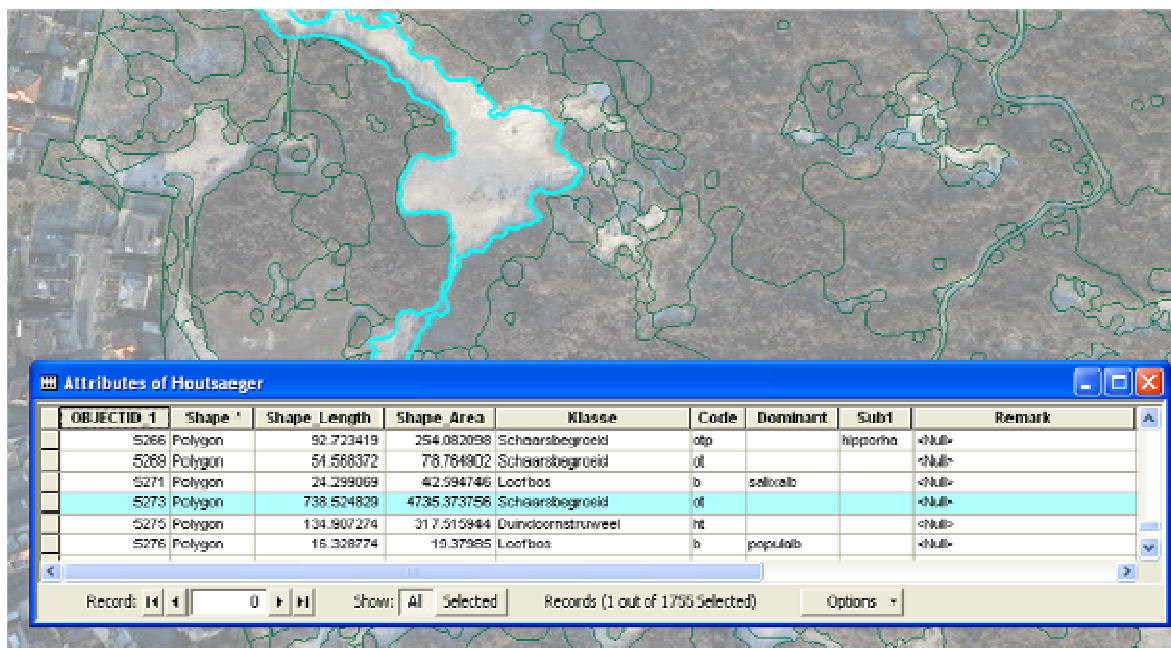 Attributes of Houtsaeger
OBJECTID_1 Shape * Shape_Length Shape_Area Klasse Code Dominant Sub1 Remark
5266 Polygon 92.723419 254.082098 Schaarsbegroeid otp hipporha <Null>
5269 Polygon 54.568372 78.764902 Schaarsbegroeid ot <Null>
5271 Polygon 24.299069 42.594746 Loofbos b salixalb <Null>
5273 Polygon 738.524829 4735.373756 Schaarsbegroeid ot <Null>
5275 Polygon 134.907274 317.515944 Duindoornstruweel ht <Null>
5276 Polygon 16.328774 19.37985 Loofbos b populalb <Null>
Record: 0 Show: All Selected Records (1 out of 1755 Selected) Options